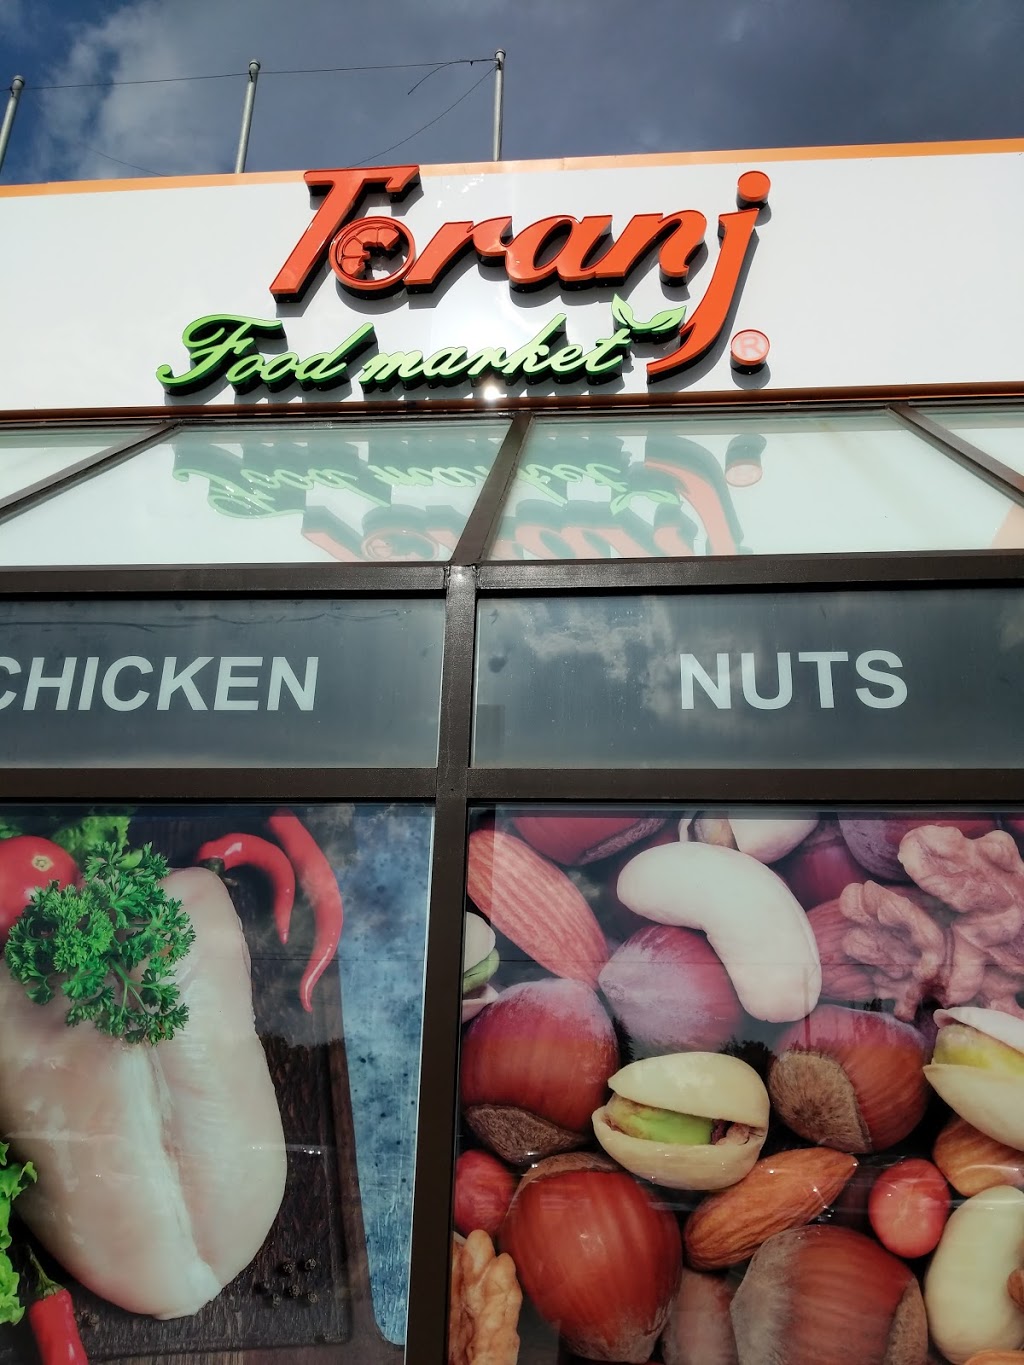 Toranj
Food market
®
CHICKEN
NUTS